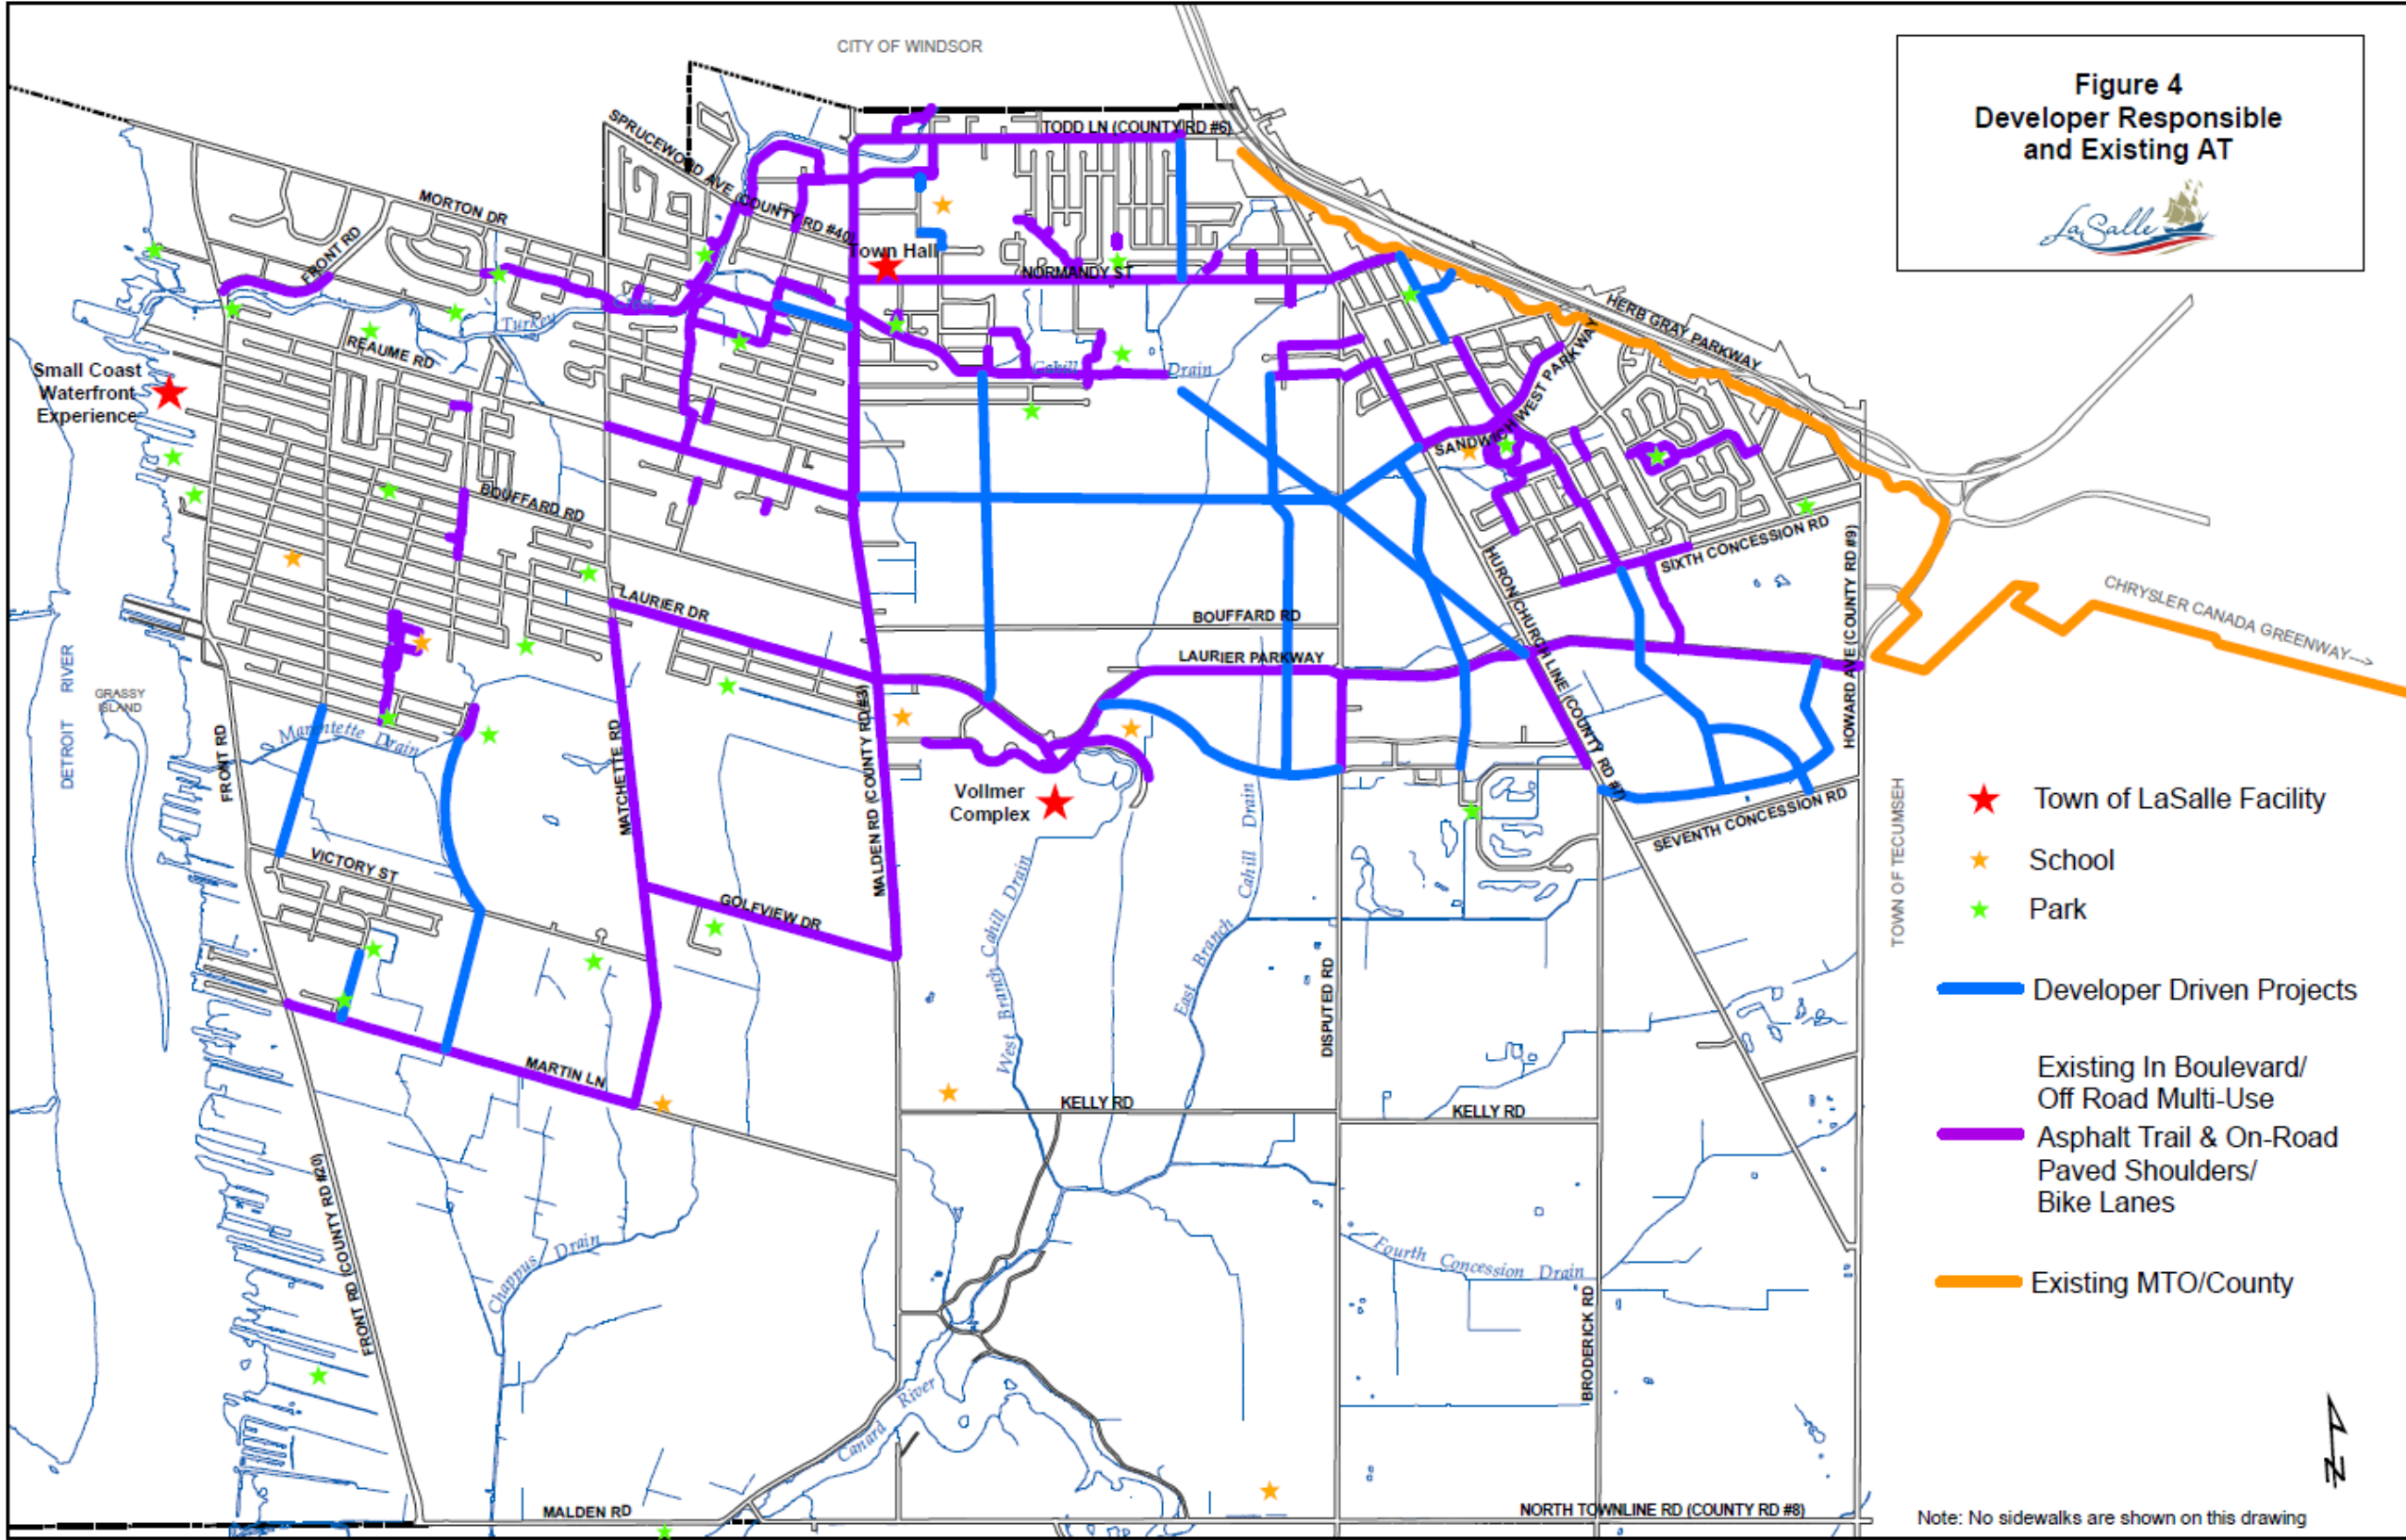 CITY OF WINDSOR
Figure 4
Developer Responsible
and Existing AT
LaSalle
TODD LN (COUNTY RD #6)
SPRUCEWOOD AVE (COUNTY RD #40)
MORTON DR
FRONT RD
Town Hall
NORMANDY ST
HERB GRAY PARKWAY
Turkey
Creek
REAUME RD
Cahill
Drain
Small Coast
Waterfront
Experience
SANDWICH WEST PARKWAY
BOUFFARD RD
SIXTH CONCESSION RD
HOWARD AVE (COUNTY RD #9)
HURON CHURCH LINE (COUNTY RD #7)
CHRYSLER CANADA GREENWAY--->
LAURIER DR
BOUFFARD RD
LAURIER PARKWAY
DETROIT RIVER
GRASSY
ISLAND
FRONT RD
Marentette Drain
MATCHETTE RD
MALDEN RD (COUNTY RD #3)
Vollmer
Complex
SEVENTH CONCESSION RD
TOWN OF TECUMSEH
VICTORY ST
GOLFVIEW DR
West Branch Cahill Drain
East Branch Cahill Drain
DISPUTED RD
MARTIN LN
KELLY RD
KELLY RD
FRONT RD (COUNTY RD #20)
Chappus Drain
Fourth Concession Drain
BRODERICK RD
Canard River
MALDEN RD
NORTH TOWNLINE RD (COUNTY RD #8)
Town of LaSalle Facility
School
Park
Developer Driven Projects
Existing In Boulevard/
Off Road Multi-Use
Asphalt Trail & On-Road
Paved Shoulders/
Bike Lanes
Existing MTO/County
N
Note: No sidewalks are shown on this drawing